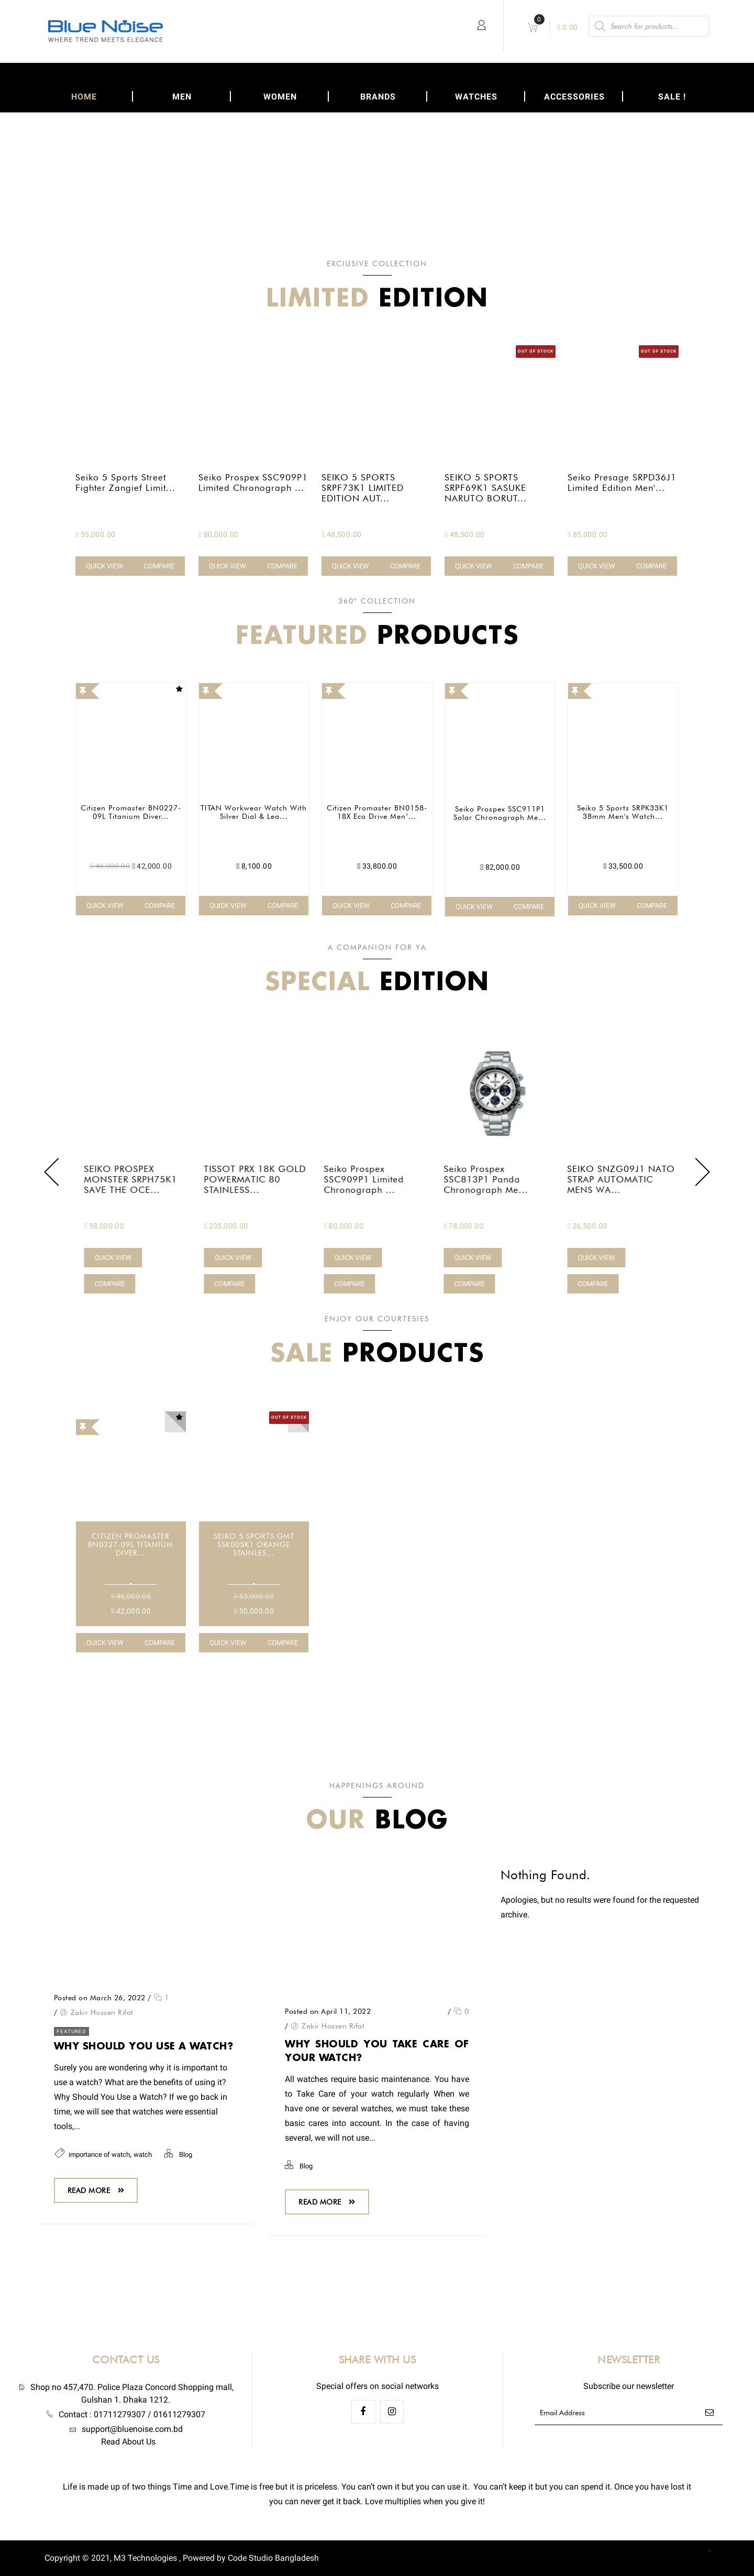 Blue Noise
WHERE TREND MEETS ELEGANCE
0
0.00
Search for products...
HOME
MEN
WOMEN
BRANDS
WATCHES
ACCESSORIES
SALE !
EXCIUSIVE COLLECTION
LIMITED EDITION
OUT OF STOCK
OUT OF STOCK
Seiko 5 Sports Street
Fighter Zangief Limit...
Seiko Prospex SSC909P1
Limited Chronograph ...
SEIKO 5 SPORTS
SRPF73K1 LIMITED
EDITION AUT...
SEIKO 5 SPORTS
SRPF69K1 SASUKE
NARUTO BORUT...
Seiko Presage SRPD36J1
Limited Edition Men'...
55,000.00
80,000.00
48,500.00
48,500.00
85,000.00
QUICK VIEW COMPARE
QUICK VIEW COMPARE
QUICK VIEW COMPARE
QUICK VIEW COMPARE
QUICK VIEW COMPARE
360° COLLECTION
FEATURED PRODUCTS
Citizen Promaster BN0227-
09L Titanium Diver...
TITAN Workwear Watch With
Silver Dial & Lea...
Citizen Promaster BN0158-
18X Eco Drive Men'...
Seiko Prospex SSC911P1
Solar Chronograph Me...
Seiko 5 Sports SRPK33K1
38mm Men's Watch...
46,000.00 42,000.00
8,100.00
33,800.00
82,000.00
33,500.00
QUICK VIEW COMPARE
QUICK VIEW COMPARE
QUICK VIEW COMPARE
QUICK VIEW COMPARE
QUICK VIEW COMPARE
A COMPANION FOR YA
SPECIAL EDITION
SEIKO PROSPEX
MONSTER SRPH75K1
SAVE THE OCE...
TISSOT PRX 18K GOLD
POWERMATIC 80
STAINLESS...
Seiko Prospex
SSC909P1 Limited
Chronograph ...
Seiko Prospex
SSC813P1 Panda
Chronograph Me...
SEIKO SNZG09J1 NATO
STRAP AUTOMATIC
MENS WA...
58,000.00
235,000.00
80,000.00
78,000.00
26,500.00
QUICK VIEW
QUICK VIEW
QUICK VIEW
QUICK VIEW
QUICK VIEW
COMPARE
COMPARE
COMPARE
COMPARE
COMPARE
ENJOY OUR COURTESIES
SALE PRODUCTS
OUT OF STOCK
CITIZEN PROMASTER
BN0227-09L TITANIUM
DIVER...
46,000.00
42,000.00
SEIKO 5 SPORTS GMT
SSK005K1 ORANGE
STAINLES...
53,000.00
50,000.00
QUICK VIEW COMPARE
QUICK VIEW COMPARE
HAPPENINGS AROUND
OUR BLOG
Posted on March 26, 2022 / 1
/ Zakir Hossen Rifat
FEATURED
WHY SHOULD YOU USE A WATCH?
Surely you are wondering why it is important to
use a watch? What are the benefits of using it?
Why Should You Use a Watch? If we go back in
time, we will see that watches were essential
tools,...
importance of watch, watch Blog
READ MORE »
Posted on April 11, 2022 / 0
/ Zakir Hossen Rifat
WHY SHOULD YOU TAKE CARE OF
YOUR WATCH?
All watches require basic maintenance. You have
to Take Care of your watch regularly When we
have one or several watches, we must take these
basic cares into account. In the case of having
several, we will not use...
Blog
READ MORE »
Nothing Found.
Apologies, but no results were found for the requested
archive.
CONTACT US
Shop no 457,470. Police Plaza Concord Shopping mall,
Gulshan 1. Dhaka 1212.
Contact : 01711279307 / 01611279307
support@bluenoise.com.bd
Read About Us
SHARE WITH US
Special offers on social networks
NEWSLETTER
Subscribe our newsletter
Email Address
Life is made up of two things Time and Love.Time is free but it is priceless. You can't own it but you can use it. You can't keep it but you can spend it. Once you have lost it
you can never get it back. Love multiplies when you give it!
Copyright © 2021, M3 Technologies , Powered by Code Studio Bangladesh